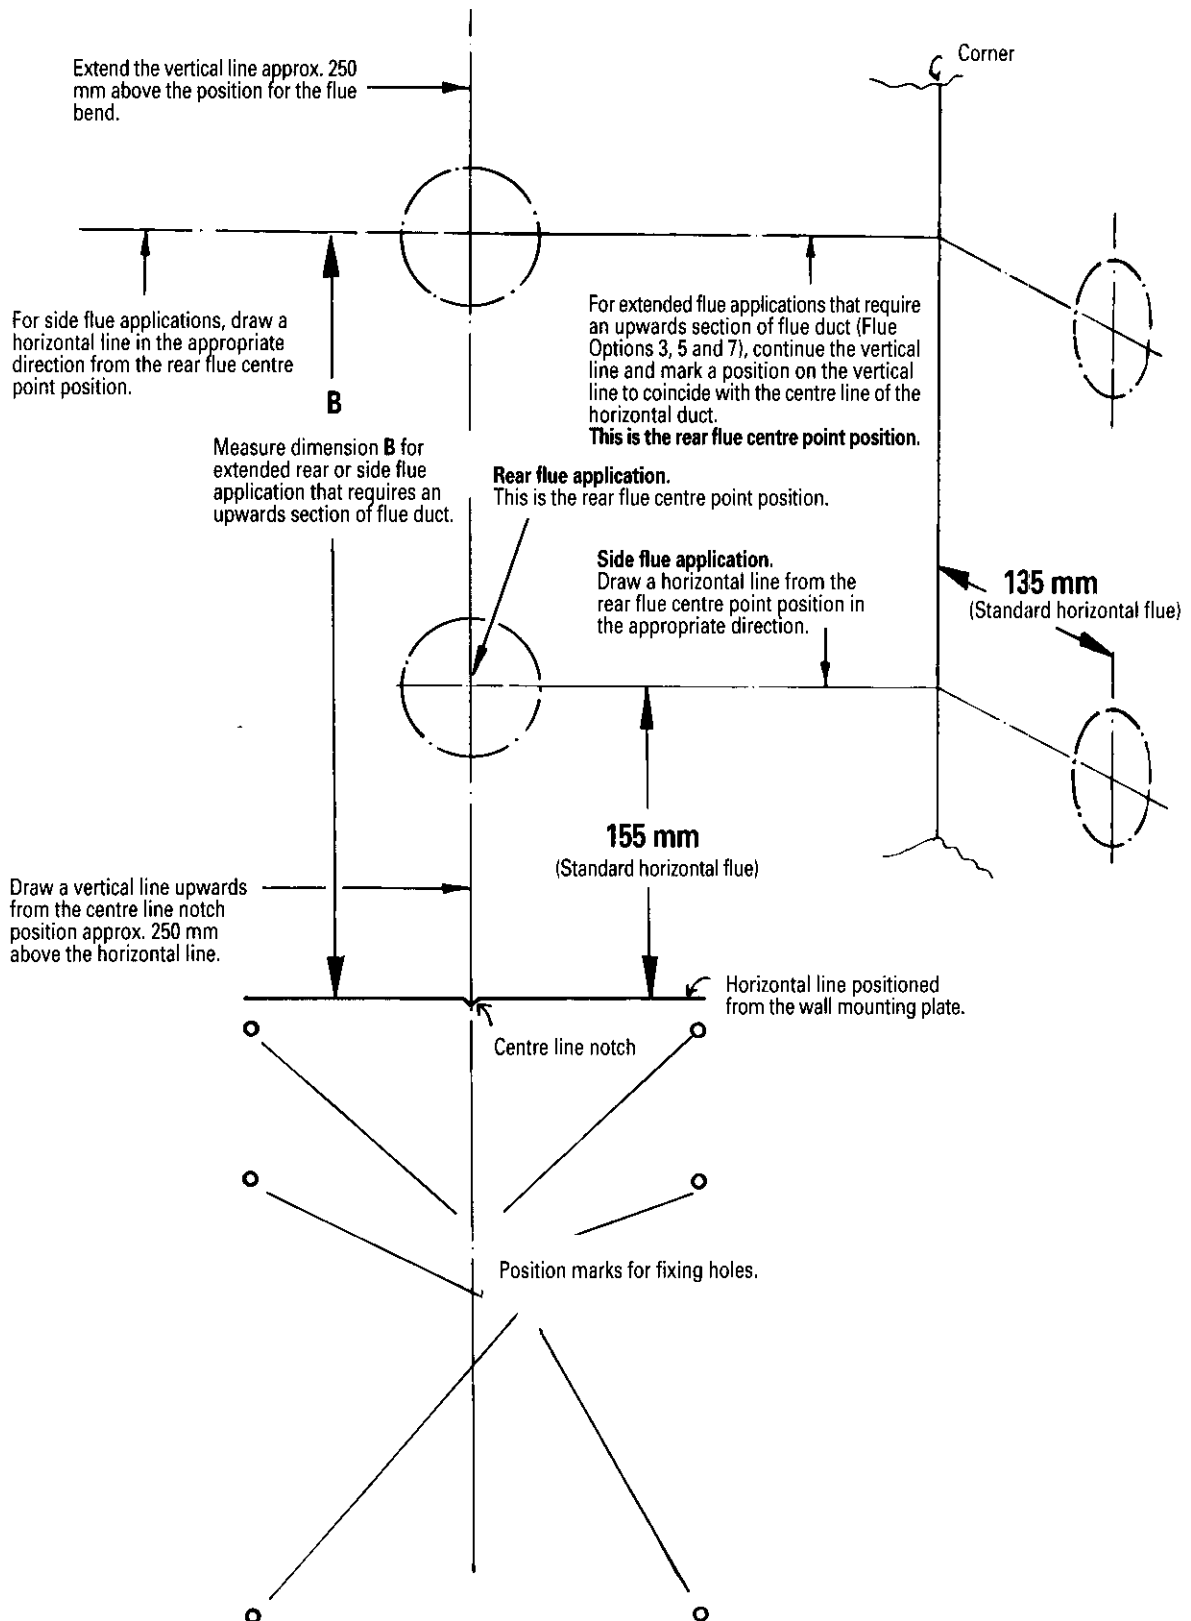 Extend the vertical line approx. 250
mm above the position for the flue
bend.
Corner
For side flue applications, draw a
horizontal line in the appropriate
direction from the rear flue centre
point position.
B
Measure dimension B for
extended rear or side flue
application that requires an
upwards section of flue duct.
For extended flue applications that require
an upwards section of flue duct (Flue
Options 3, 5 and 7), continue the vertical
line and mark a position on the vertical
line to coincide with the centre line of the
horizontal duct.
This is the rear flue centre point position.
Rear flue application.
This is the rear flue centre point position.
Side flue application.
Draw a horizontal line from the
rear flue centre point position in
the appropriate direction.
135 mm
(Standard horizontal flue)
155 mm
(Standard horizontal flue)
Draw a vertical line upwards
from the centre line notch
position approx. 250 mm
above the horizontal line.
Horizontal line positioned
from the wall mounting plate.
Centre line notch
Position marks for fixing holes.